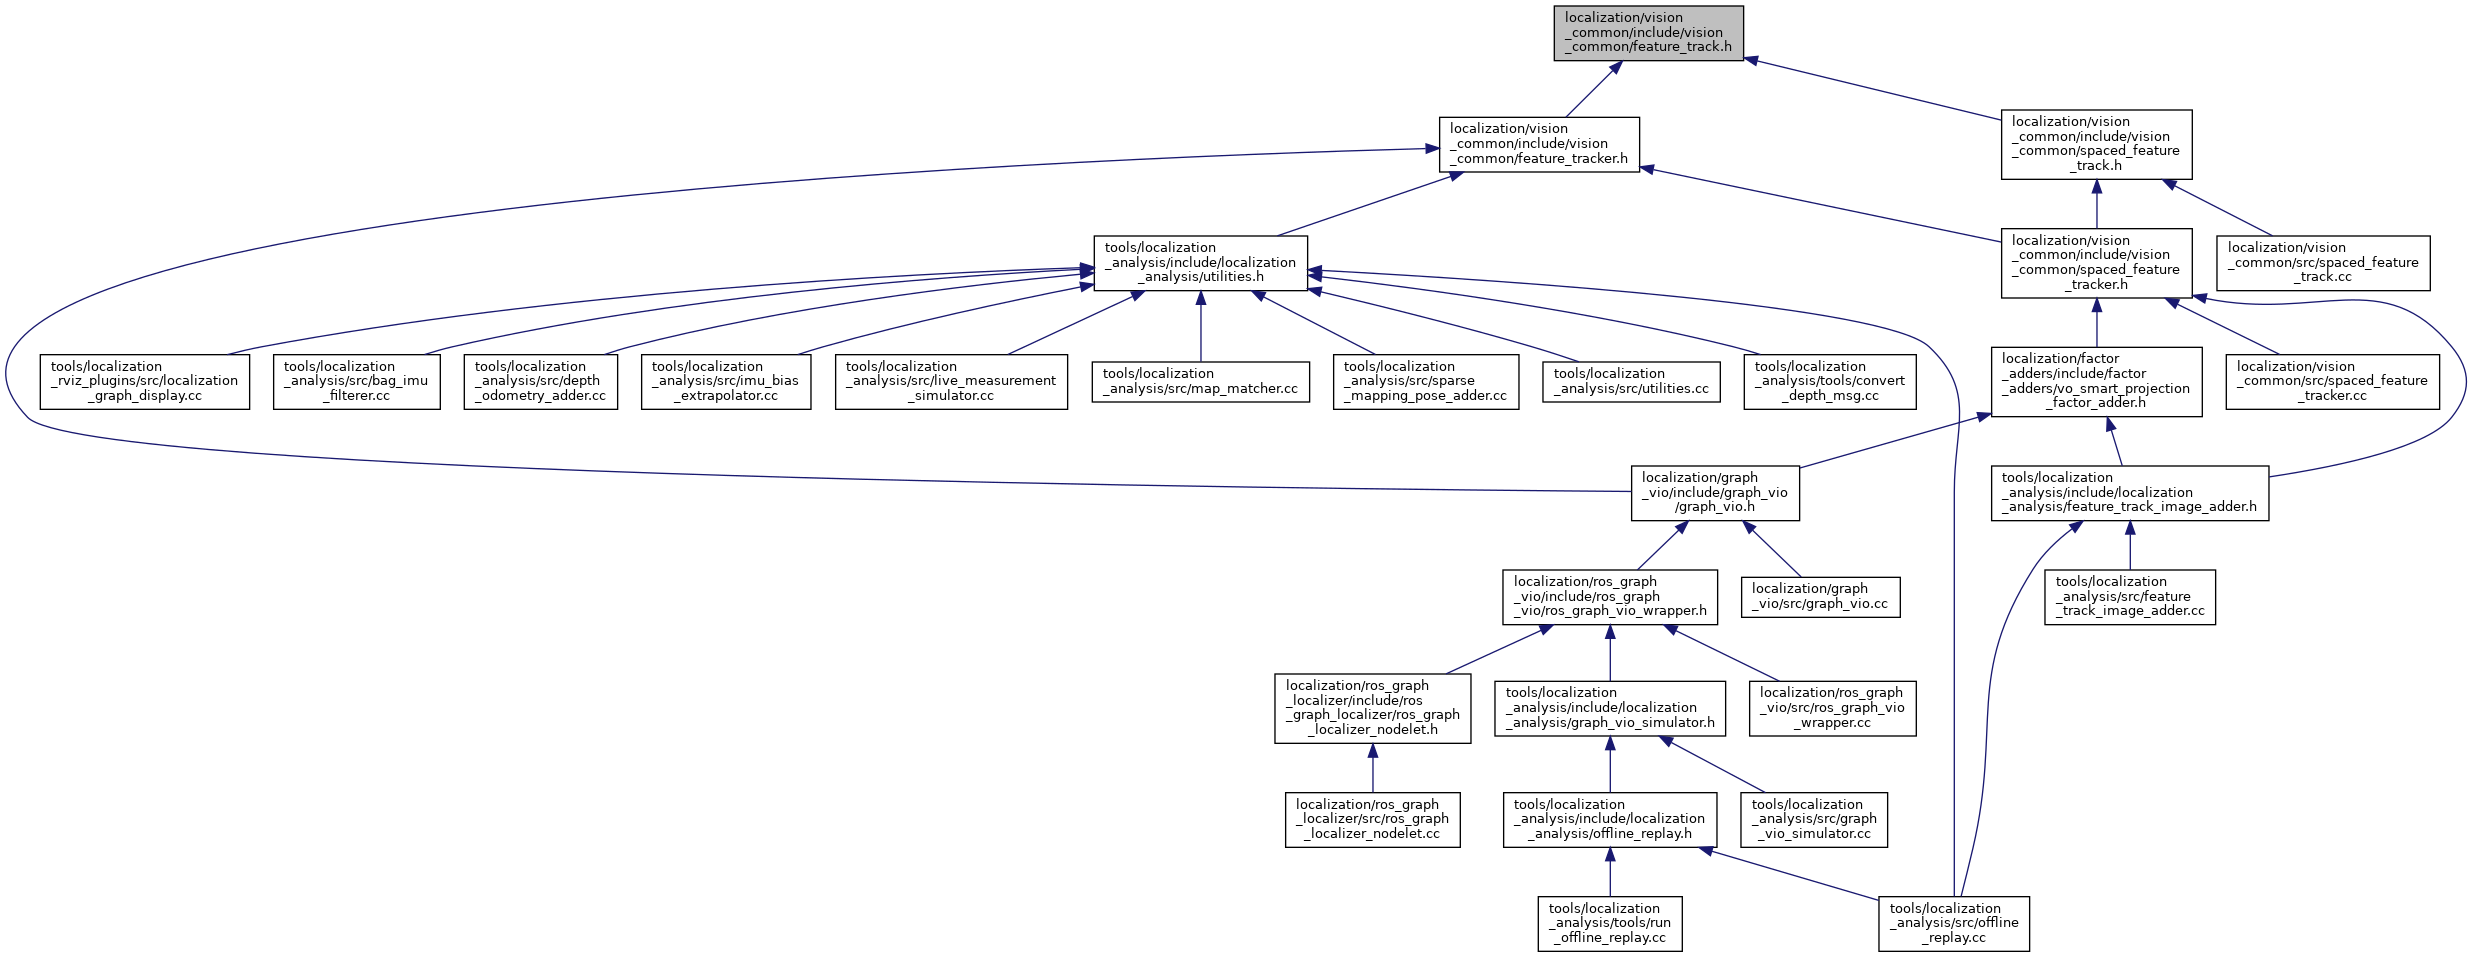 localization/vision
_common/include/vision
_common/feature_track.h
localization/vision
_common/include/vision
_common/feature_tracker.h
localization/vision
_common/include/vision
_common/spaced_feature
_track.h
tools/localization
_analysis/include/localization
_analysis/utilities.h
localization/vision
_common/include/vision
_common/spaced_feature
_tracker.h
localization/vision
_common/src/spaced_feature
_track.cc
tools/localization
_rviz_plugins/src/localization
_graph_display.cc
tools/localization
_analysis/src/bag_imu
_filterer.cc
tools/localization
_analysis/src/depth
_odometry_adder.cc
tools/localization
_analysis/src/imu_bias
_extrapolator.cc
tools/localization
_analysis/src/live_measurement
_simulator.cc
tools/localization
_analysis/src/map_matcher.cc
tools/localization
_analysis/src/sparse
_mapping_pose_adder.cc
tools/localization
_analysis/src/utilities.cc
tools/localization
_analysis/tools/convert
_depth_msg.cc
localization/factor
_adders/include/factor
_adders/vo_smart_projection
_factor_adder.h
localization/vision
_common/src/spaced_feature
_tracker.cc
localization/graph
_vio/include/graph_vio
/graph_vio.h
tools/localization
_analysis/include/localization
_analysis/feature_track_image_adder.h
localization/ros_graph
_vio/include/ros_graph
_vio/ros_graph_vio_wrapper.h
localization/graph
_vio/src/graph_vio.cc
tools/localization
_analysis/src/feature
_track_image_adder.cc
localization/ros_graph
_localizer/include/ros
_graph_localizer/ros_graph
_localizer_nodelet.h
tools/localization
_analysis/include/localization
_analysis/graph_vio_simulator.h
localization/ros_graph
_vio/src/ros_graph_vio
_wrapper.cc
localization/ros_graph
_localizer/src/ros_graph
_localizer_nodelet.cc
tools/localization
_analysis/include/localization
_analysis/offline_replay.h
tools/localization
_analysis/src/graph
_vio_simulator.cc
tools/localization
_analysis/tools/run
_offline_replay.cc
tools/localization
_analysis/src/offline
_replay.cc